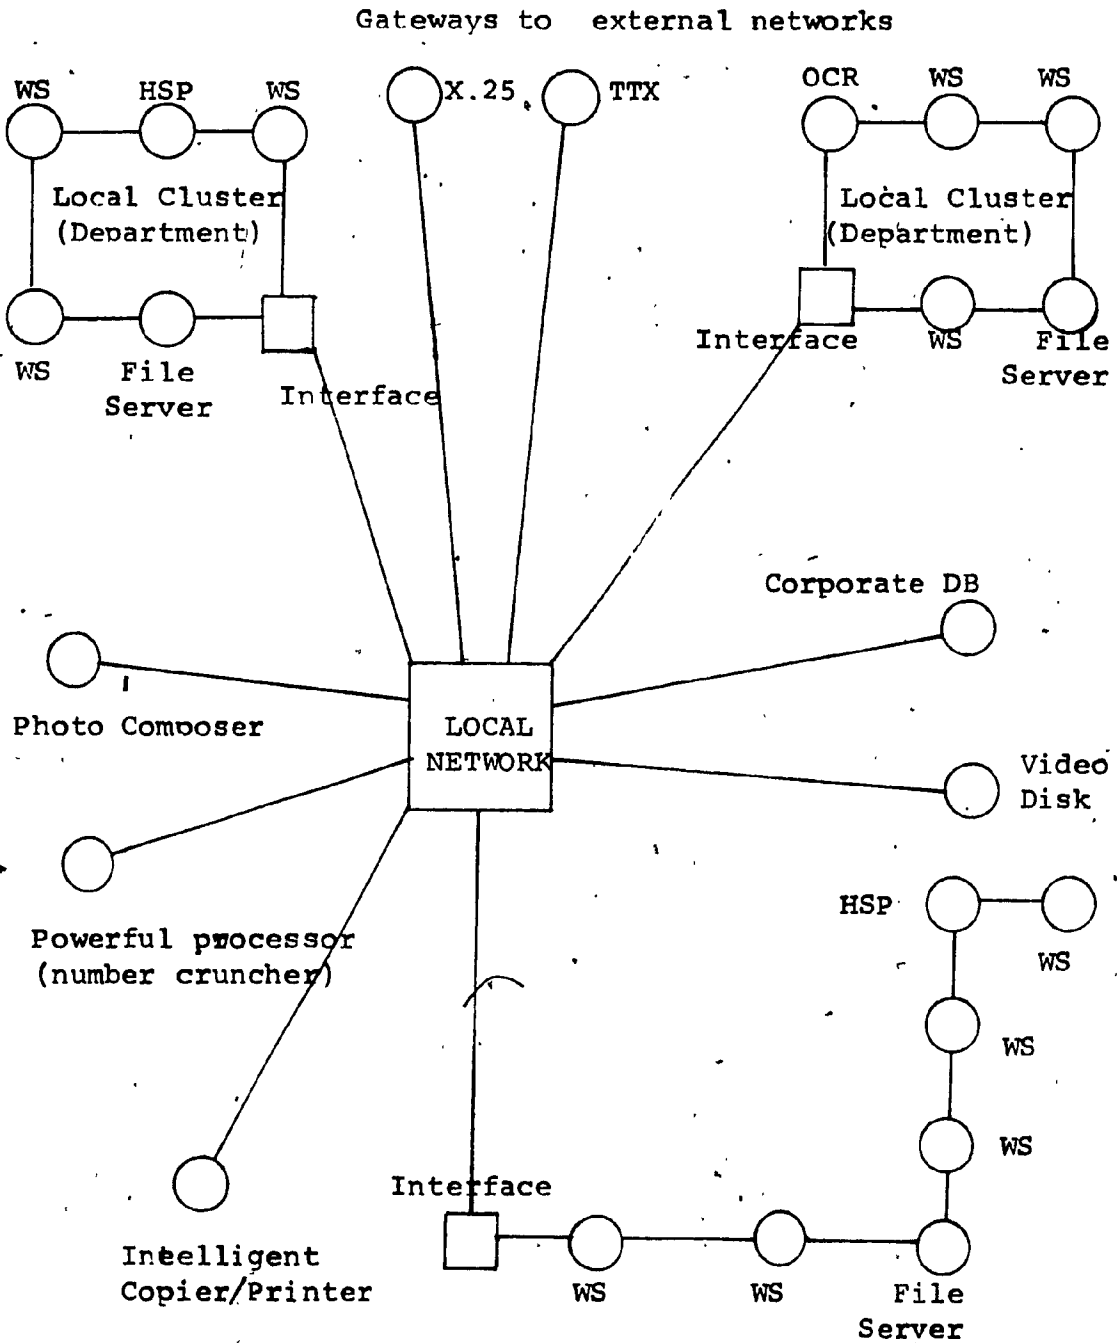 Gateways to external networks
WS HSP WS
X.25 TTX
OCR WS WS
Local Cluster
(Department)
Local Cluster
(Department)
WS File
Server
Interface
Interface WS File
Server
Corporate DB
Photo Composer
LOCAL
NETWORK
Video
Disk
Powerful processor
(number cruncher)
HSP
WS
WS
WS
Interface
Intelligent
Copier/Printer
WS WS File
Server